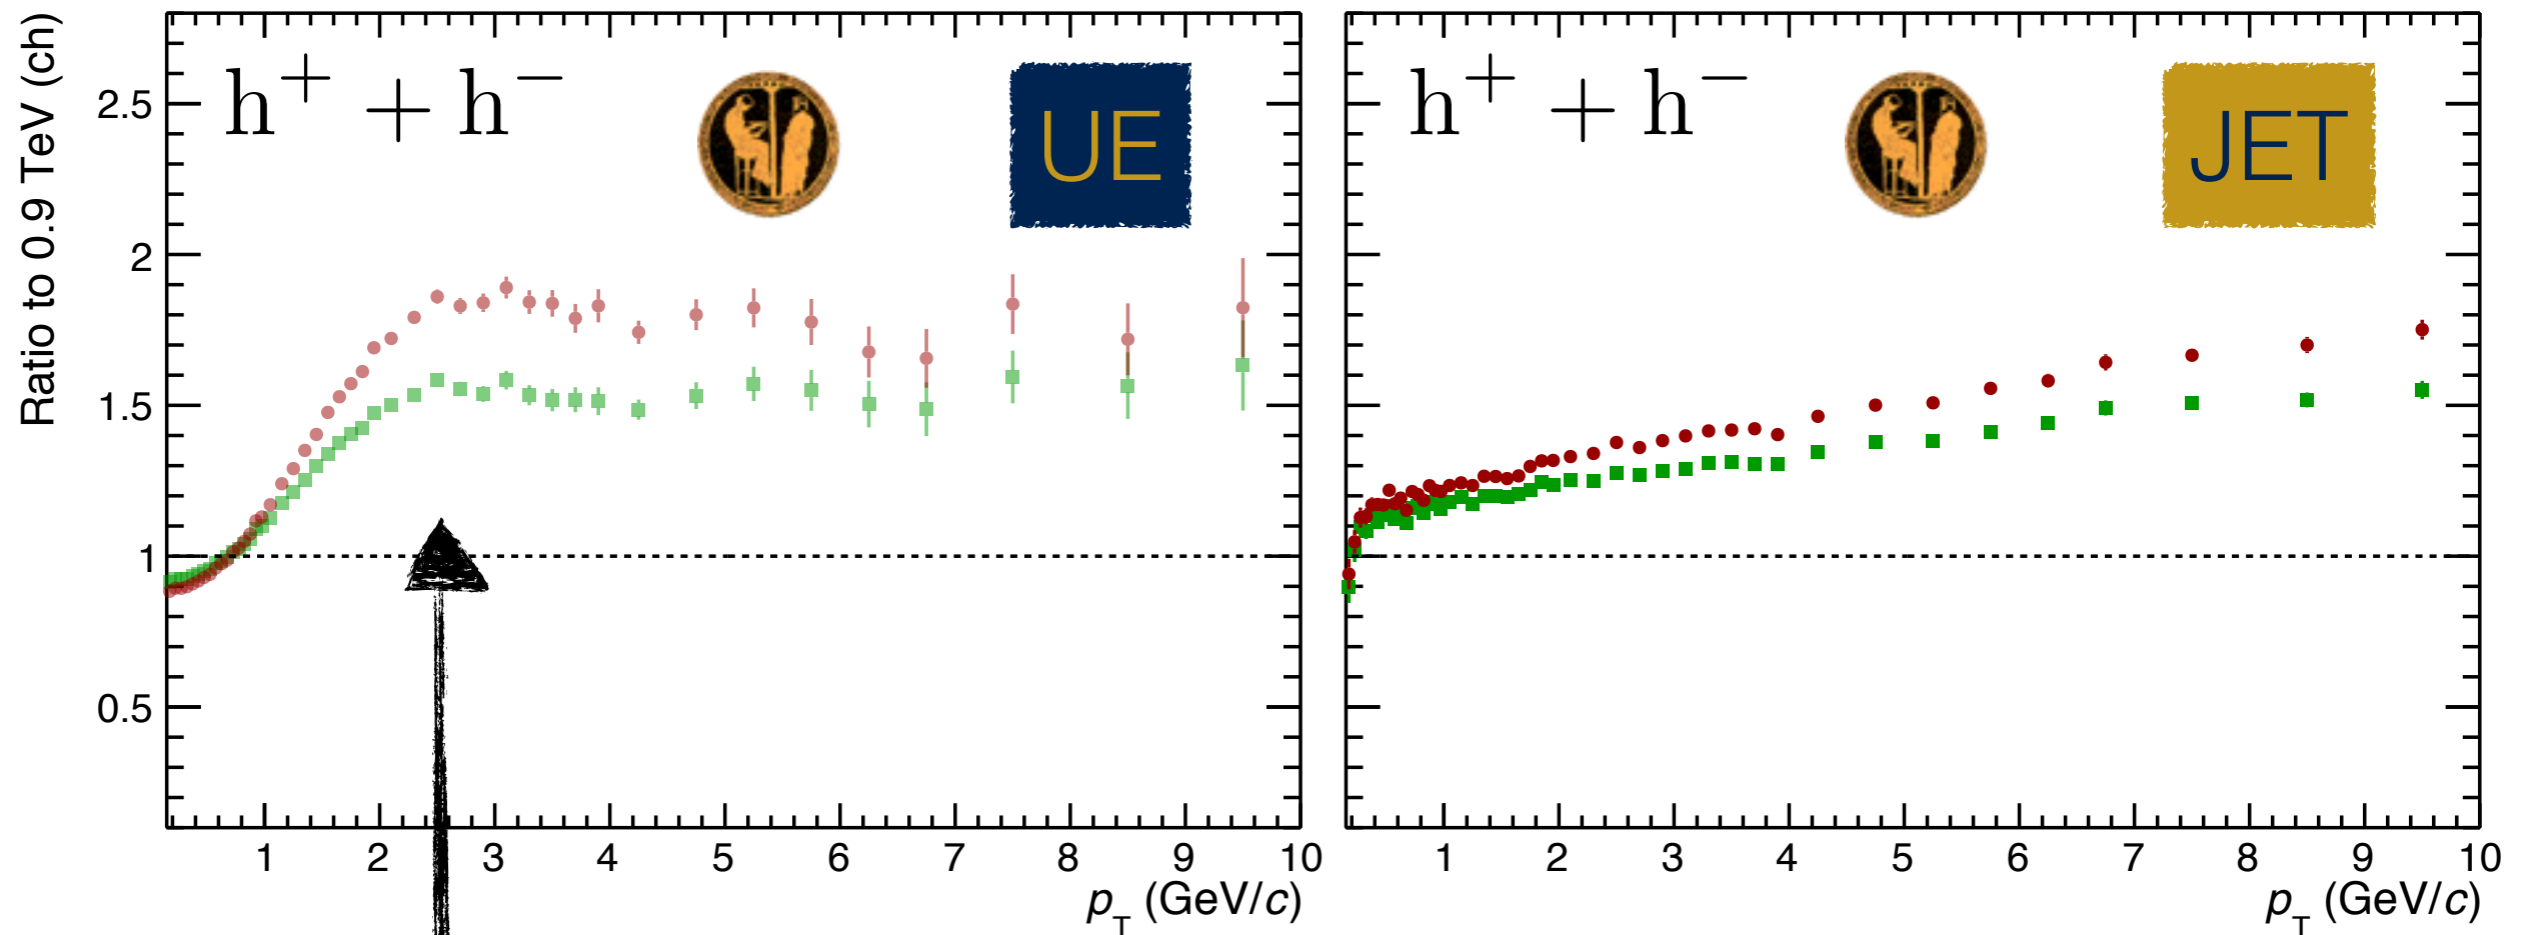 Ratio to 0.9 TeV (ch)
h⁺ + h⁻
UE
2.5
2
1.5
1
0.5
1 2 3 4 5 6 7 8 9 10
p_T (GeV/c)
h⁺ + h⁻
JET
1 2 3 4 5 6 7 8 9 10
p_T (GeV/c)